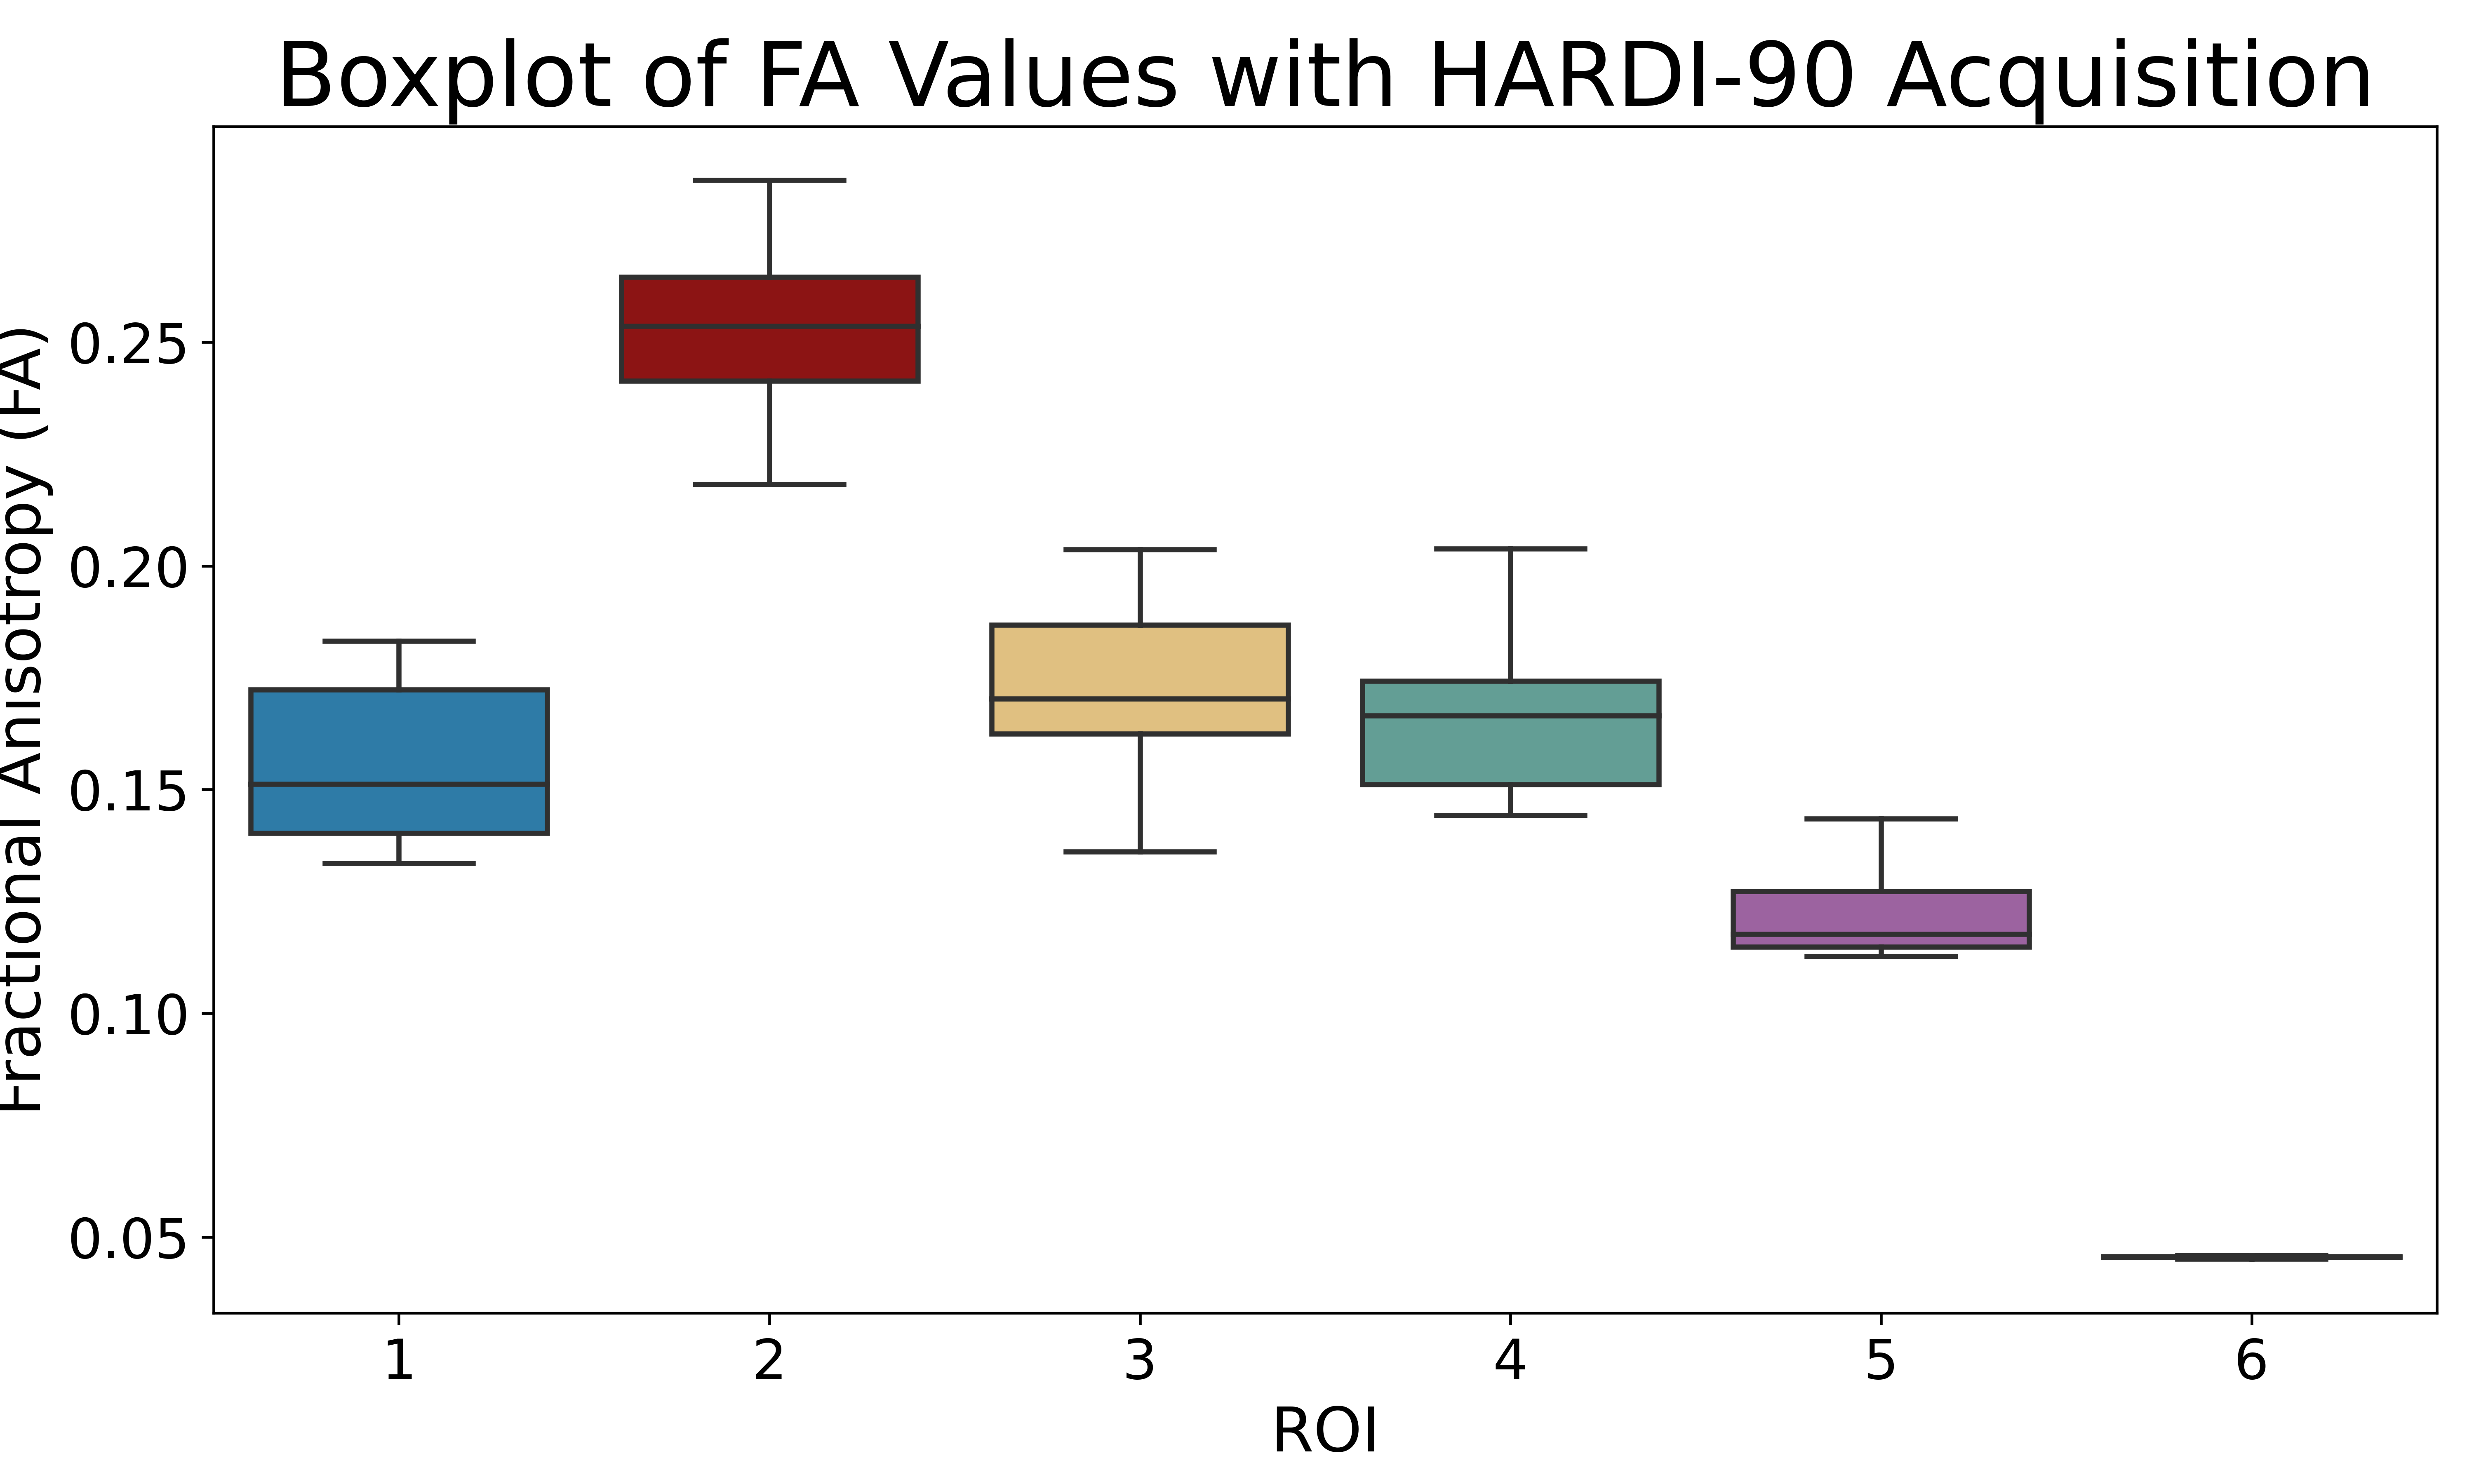 Boxplot of FA Values with HARDI-90 Acquisition
Fractional Anisotropy (FA)
0.25
0.20
0.15
0.10
0.05
1 2 3 4 5 6
ROI